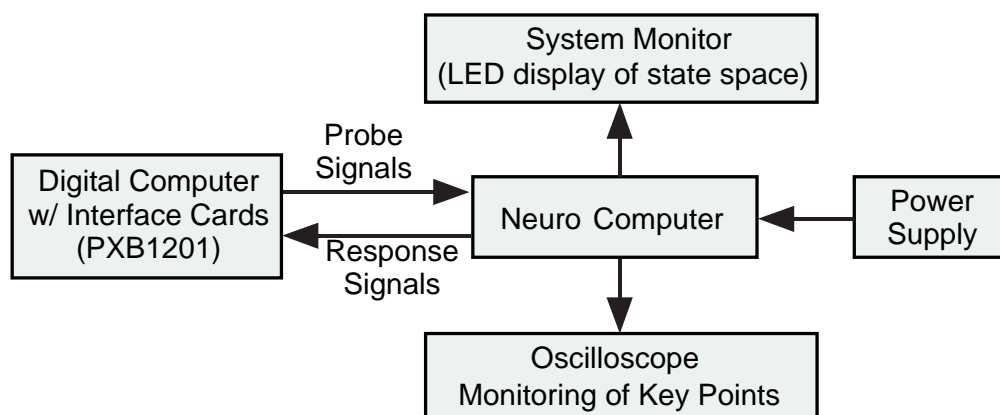 System Monitor
(LED display of state space)
Probe
Signals
Digital Computer
w/ Interface Cards
(PXB1201)
Neuro Computer
Power
Supply
Response
Signals
Oscilloscope
Monitoring of Key Points